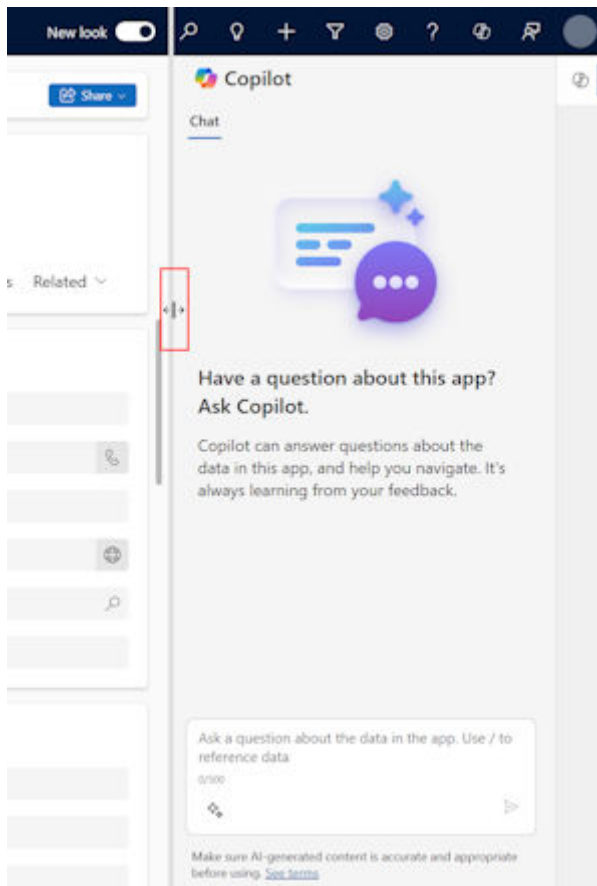 New look
Share
Copilot
Chat
s Related
Have a question about this app?
Ask Copilot.
Copilot can answer questions about the
data in this app, and help you navigate. It's
always learning from your feedback.
Ask a question about the data in the app. Use / to
reference data
0/500
Make sure AI-generated content is accurate and appropriate
before using. See terms